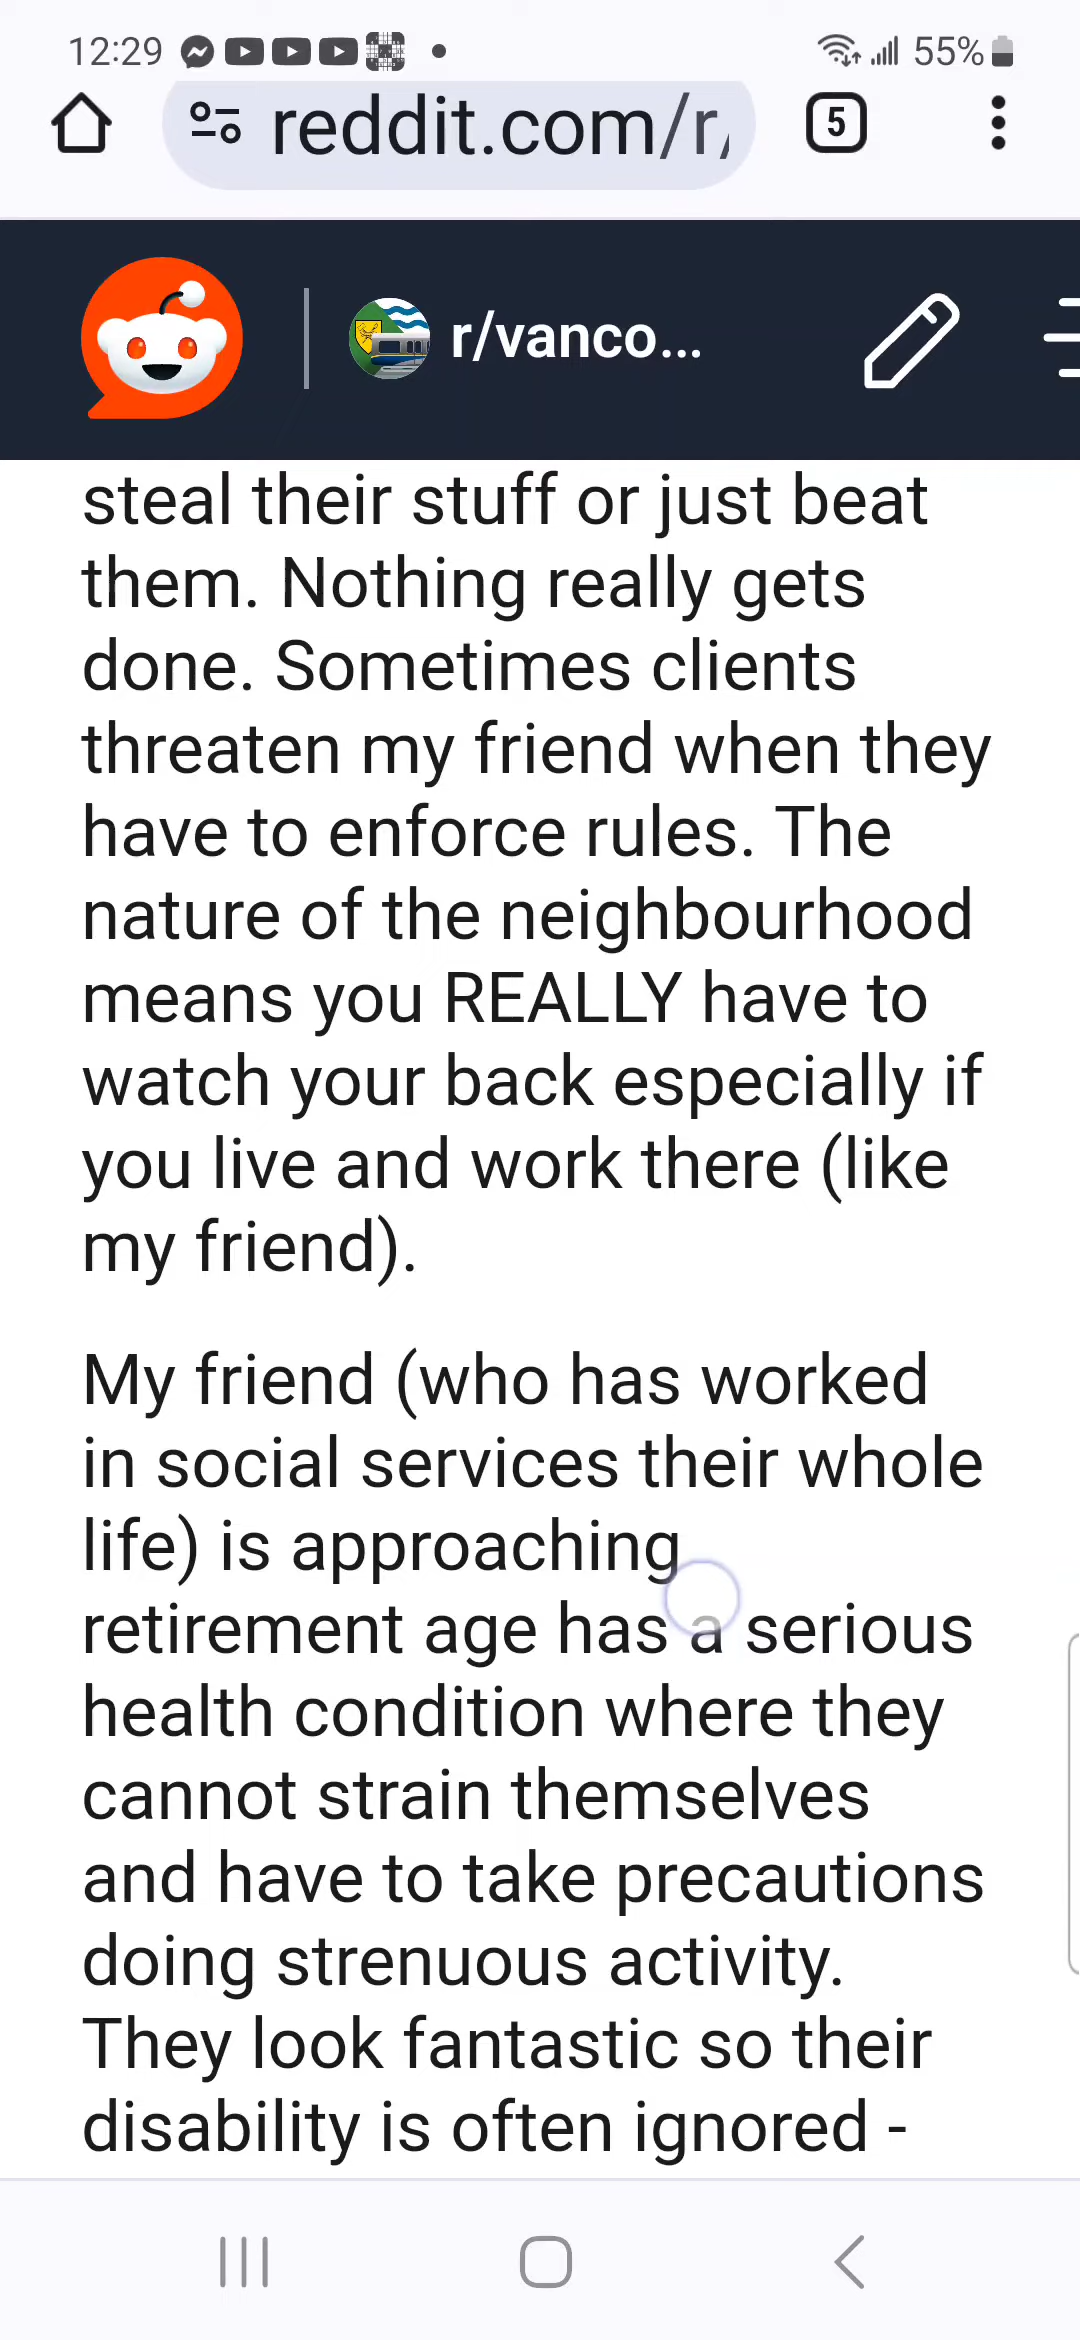 12:29
55%
reddit.com/r/
5
r/vanco...
steal their stuff or just beat
them. Nothing really gets
done. Sometimes clients
threaten my friend when they
have to enforce rules. The
nature of the neighbourhood
means you REALLY have to
watch your back especially if
you live and work there (like
my friend).
My friend (who has worked
in social services their whole
life) is approaching
retirement age has a serious
health condition where they
cannot strain themselves
and have to take precautions
doing strenuous activity.
They look fantastic so their
disability is often ignored -